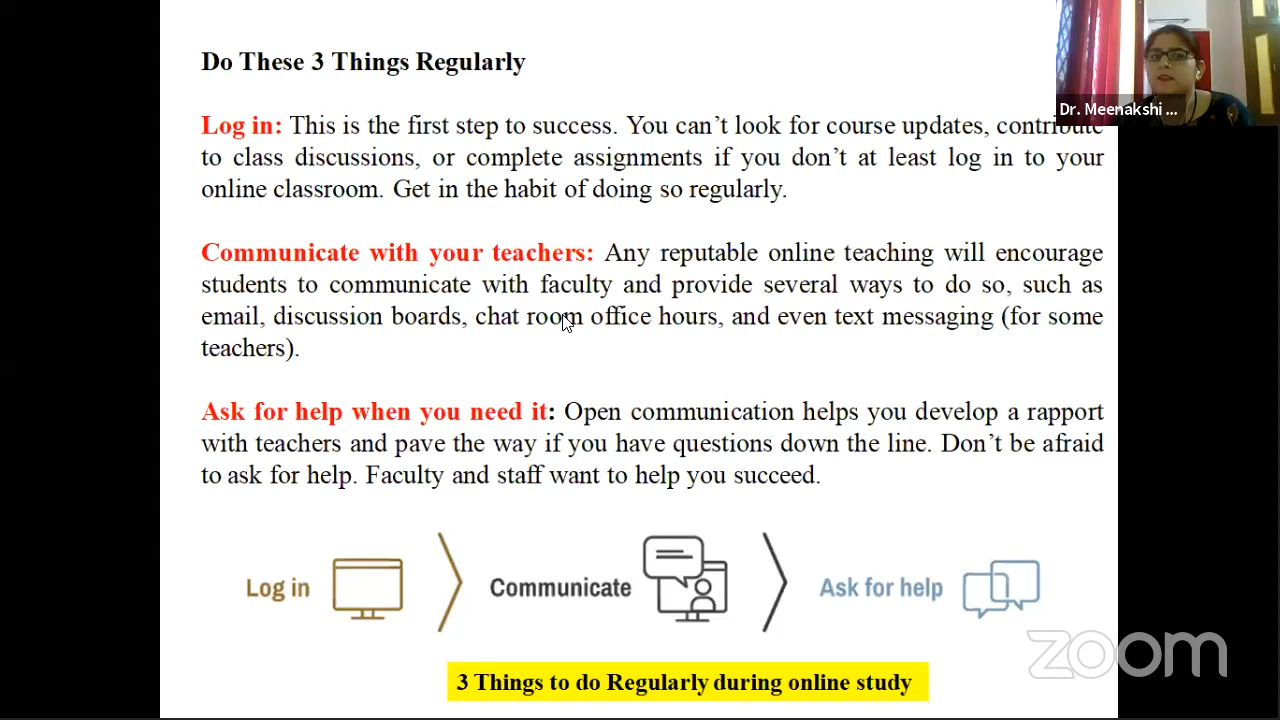 Do These 3 Things Regularly
Log in: This is the first step to success. You can’t look for course updates, contribute
to class discussions, or complete assignments if you don’t at least log in to your
online classroom. Get in the habit of doing so regularly.
Communicate with your teachers: Any reputable online teaching will encourage
students to communicate with faculty and provide several ways to do so, such as
email, discussion boards, chat room office hours, and even text messaging (for some
teachers).
Ask for help when you need it: Open communication helps you develop a rapport
with teachers and pave the way if you have questions down the line. Don’t be afraid
to ask for help. Faculty and staff want to help you succeed.
Log in
Communicate
Ask for help
3 Things to do Regularly during online study
Dr. Meenakshi ...
zoom